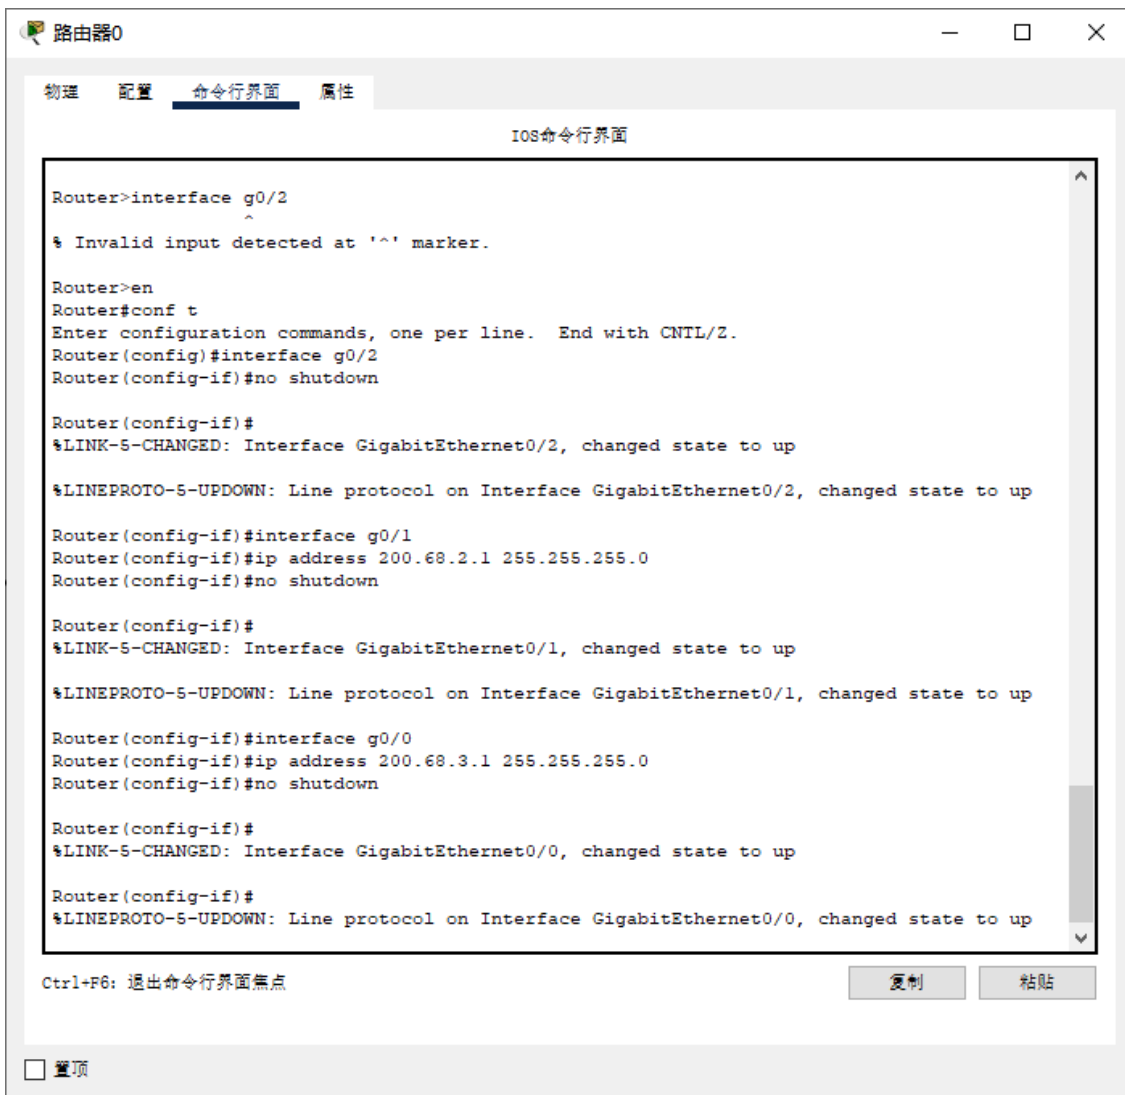 路由器0
物理 配置 命令行界面 属性
IOS命令行界面
Router>interface g0/2
^
% Invalid input detected at '^' marker.
Router>en
Router#conf t
Enter configuration commands, one per line.  End with CNTL/Z.
Router(config)#interface g0/2
Router(config-if)#no shutdown
Router(config-if)#
%LINK-5-CHANGED: Interface GigabitEthernet0/2, changed state to up
%LINEPROTO-5-UPDOWN: Line protocol on Interface GigabitEthernet0/2, changed state to up
Router(config-if)#interface g0/1
Router(config-if)#ip address 200.68.2.1 255.255.255.0
Router(config-if)#no shutdown
Router(config-if)#
%LINK-5-CHANGED: Interface GigabitEthernet0/1, changed state to up
%LINEPROTO-5-UPDOWN: Line protocol on Interface GigabitEthernet0/1, changed state to up
Router(config-if)#interface g0/0
Router(config-if)#ip address 200.68.3.1 255.255.255.0
Router(config-if)#no shutdown
Router(config-if)#
%LINK-5-CHANGED: Interface GigabitEthernet0/0, changed state to up
Router(config-if)#
%LINEPROTO-5-UPDOWN: Line protocol on Interface GigabitEthernet0/0, changed state to up
Ctrl+F6: 退出命令行界面焦点
复制 粘贴
置顶